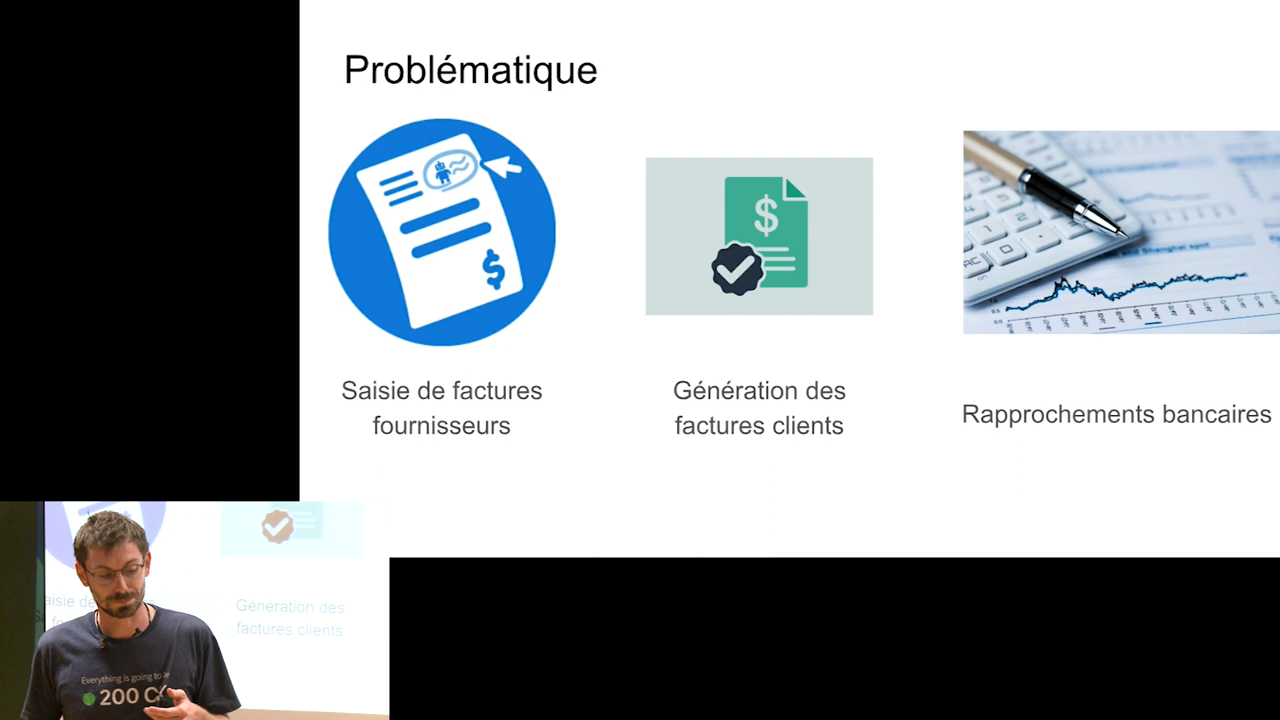 Problématique
Saisie de factures
fournisseurs
Génération des
factures clients
Rapprochements bancaires
Génération des
factures clients
Everything is going to be
200 OK